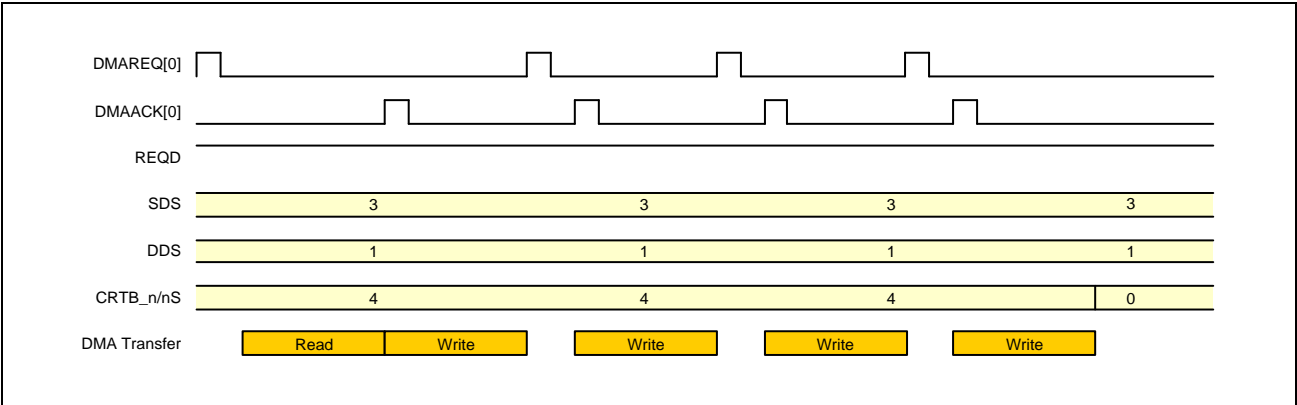 DMAREQ[0]
DMAACK[0]
REQD
SDS 3 3 3 3
DDS 1 1 1 1
CRTB_n/nS 4 4 4 0
DMA Transfer Read Write Write Write Write